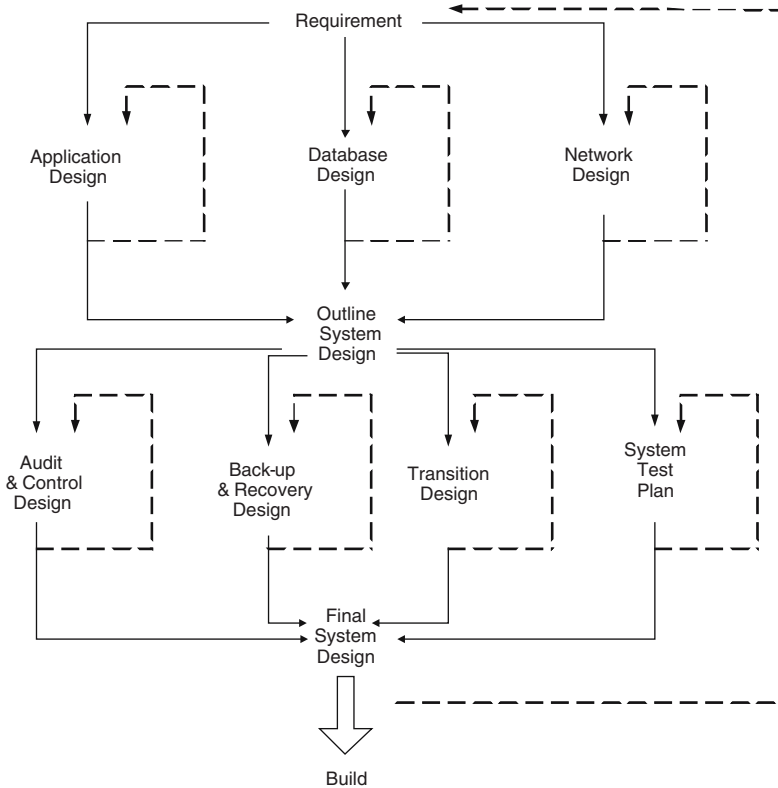 Requirement
Application
Design
Database
Design
Network
Design
Outline
System
Design
Audit
& Control
Design
Back-up
& Recovery
Design
Transition
Design
System
Test
Plan
Final
System
Design
Build